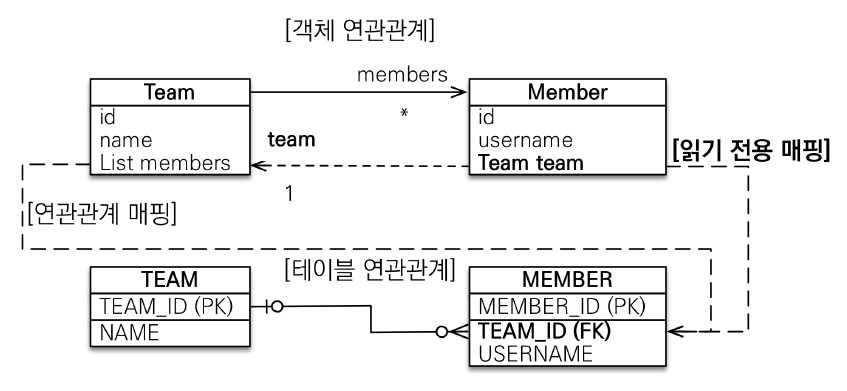 [객체 연관관계]
members
Team
id
name
List members
*
team
1
Member
id
username
Team team
[읽기 전용 매핑]
[연관관계 매핑]
[테이블 연관관계]
TEAM
TEAM_ID (PK)
NAME
MEMBER
MEMBER_ID (PK)
TEAM_ID (FK)
USERNAME